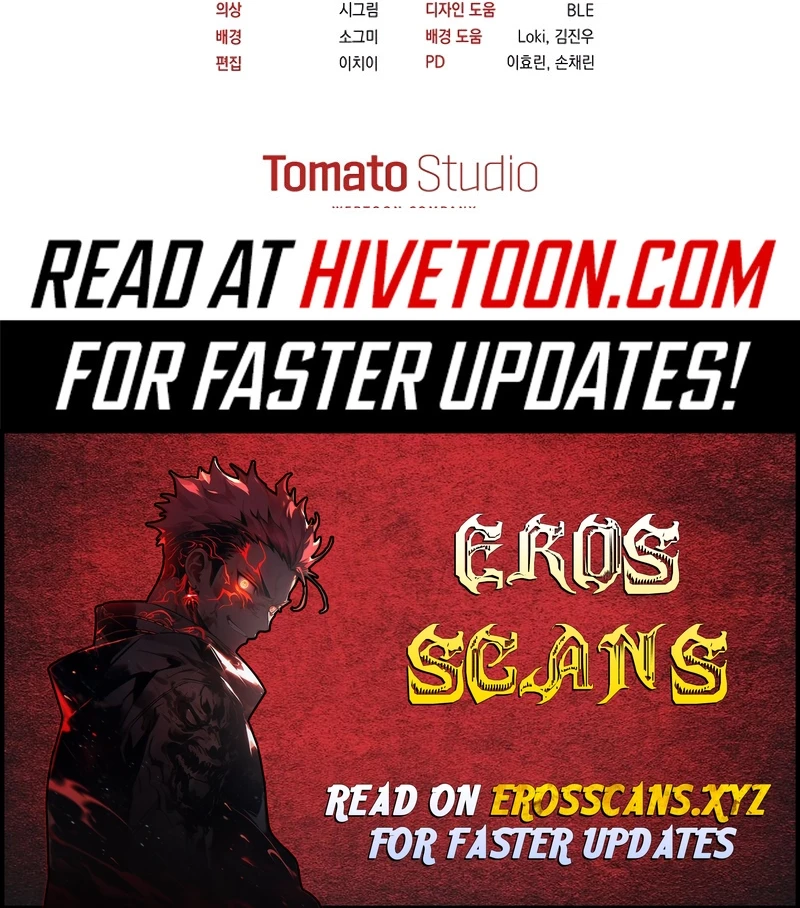 의상 시그림 디자인 도움 BLE
배경 소그미 배경 도움 Loki, 김진우
편집 이치이 PD 이효린, 손채린
Tomato Studio
WEBTOON COMPANY
READ AT HIVETOON.COM
FOR FASTER UPDATES!
EROS
SCANS
READ ON EROSSCANS.XYZ
FOR FASTER UPDATES